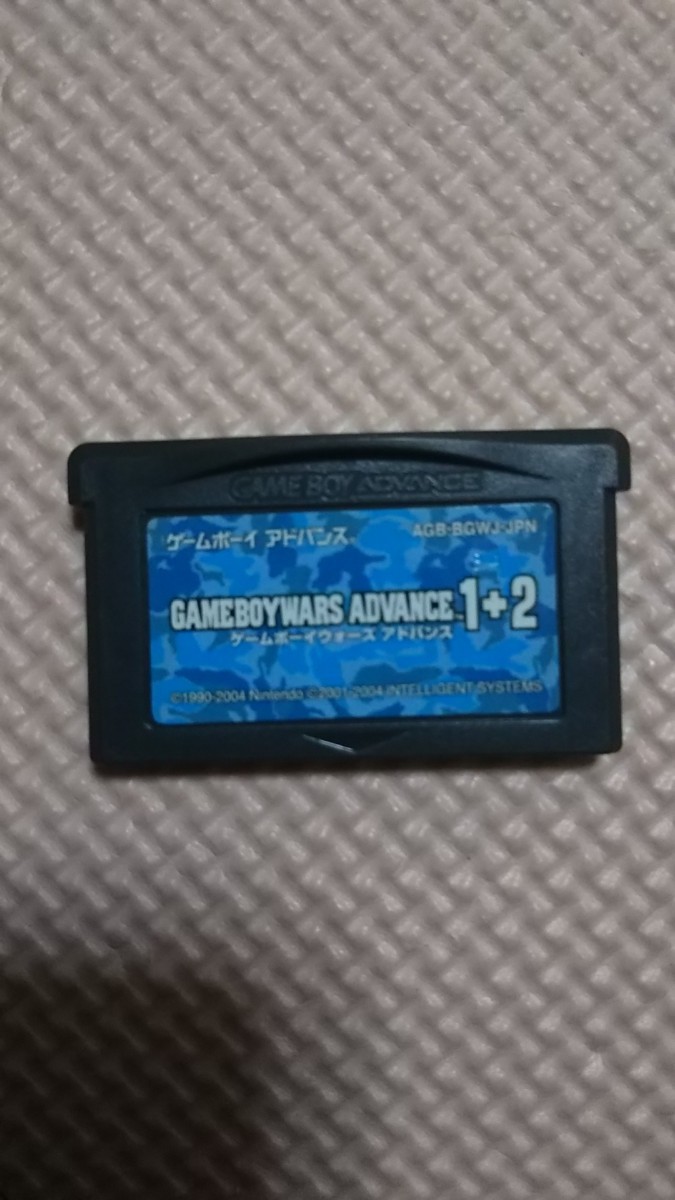 GAME BOY ADVANCE
ゲームボーイ アドバンス® AGB-BGWJ-JPN
GAMEBOYWARS ADVANCE™1+2
ゲームボーイウォーズ アドバンス
©1990-2004 Nintendo ©2001-2004 INTELLIGENT SYSTEMS